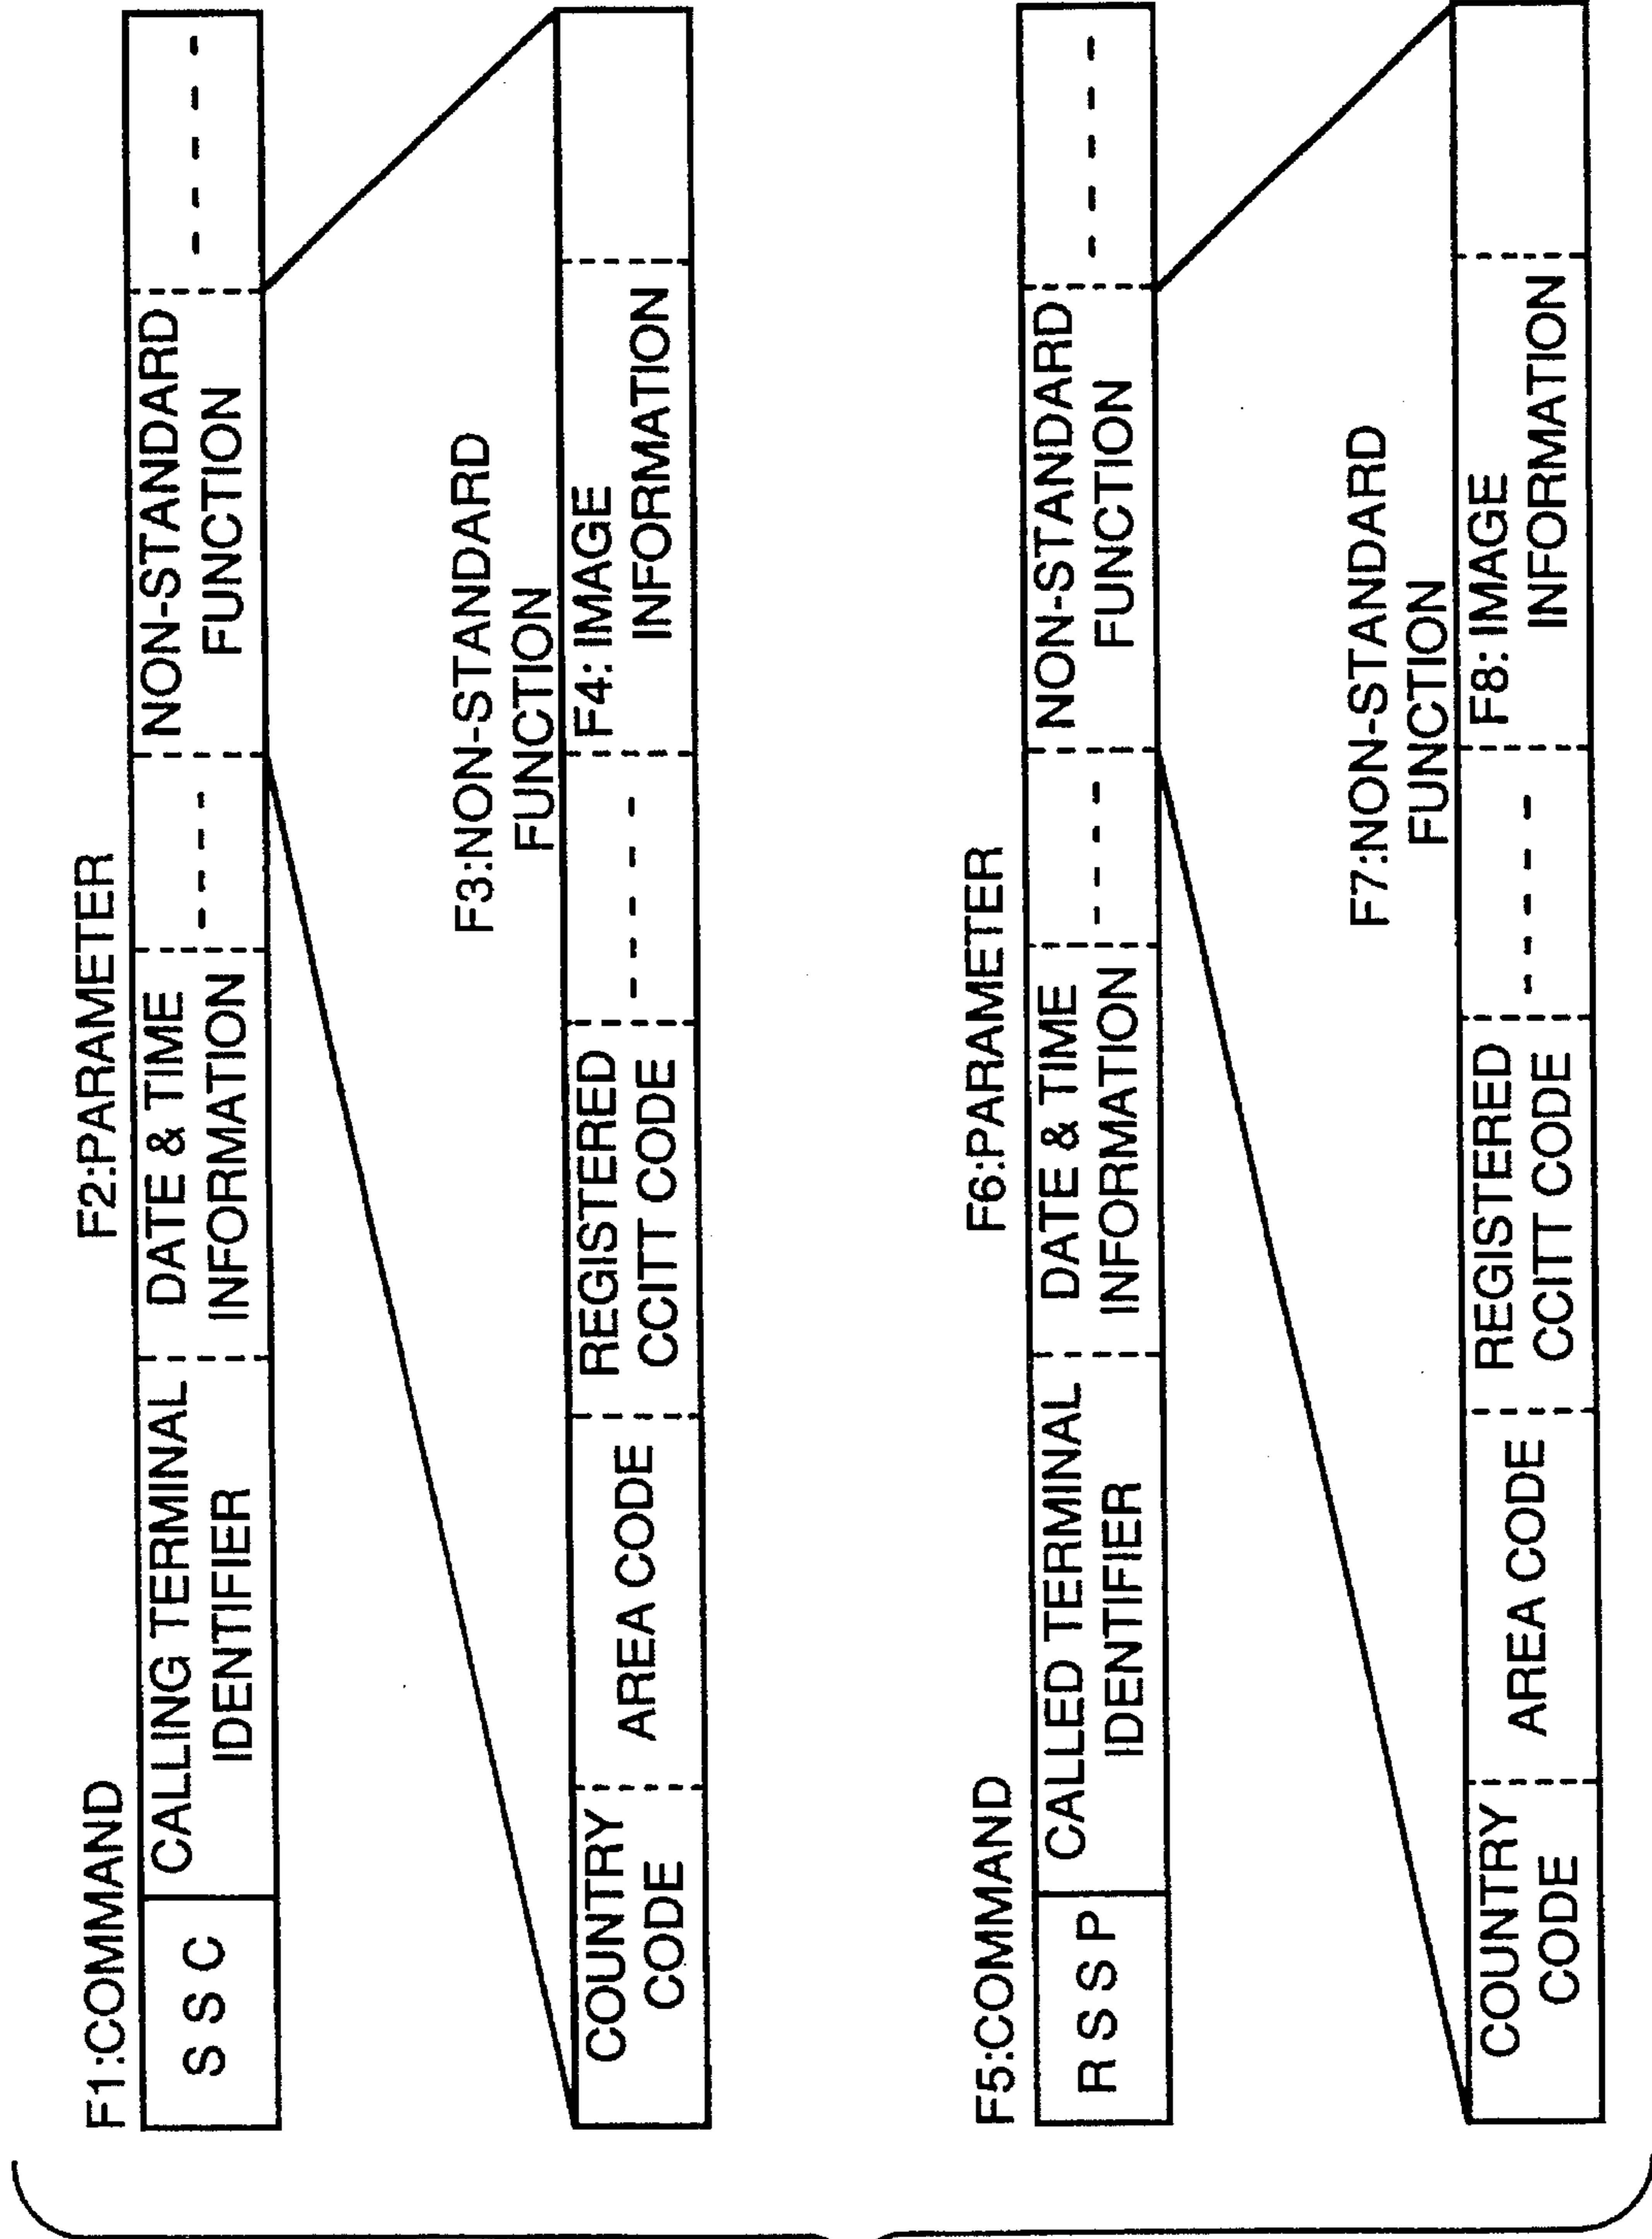 F1:COMMAND
F2:PARAMETER
S S C
CALLING TERMINAL
IDENTIFIER
DATE & TIME
INFORMATION
- - - -
NON-STANDARD
FUNCTION
- - - - -
F3:NON-STANDARD
FUNCTION
COUNTRY
CODE
AREA CODE
REGISTERED
CCITT CODE
- - - - -
F4: IMAGE
INFORMATION
F5:COMMAND
F6:PARAMETER
R S S P
CALLED TERMINAL
IDENTIFIER
DATE & TIME
INFORMATION
- - - -
NON-STANDARD
FUNCTION
- - - - -
F7:NON-STANDARD
FUNCTION
COUNTRY
CODE
AREA CODE
REGISTERED
CCITT CODE
- - - - -
F8: IMAGE
INFORMATION